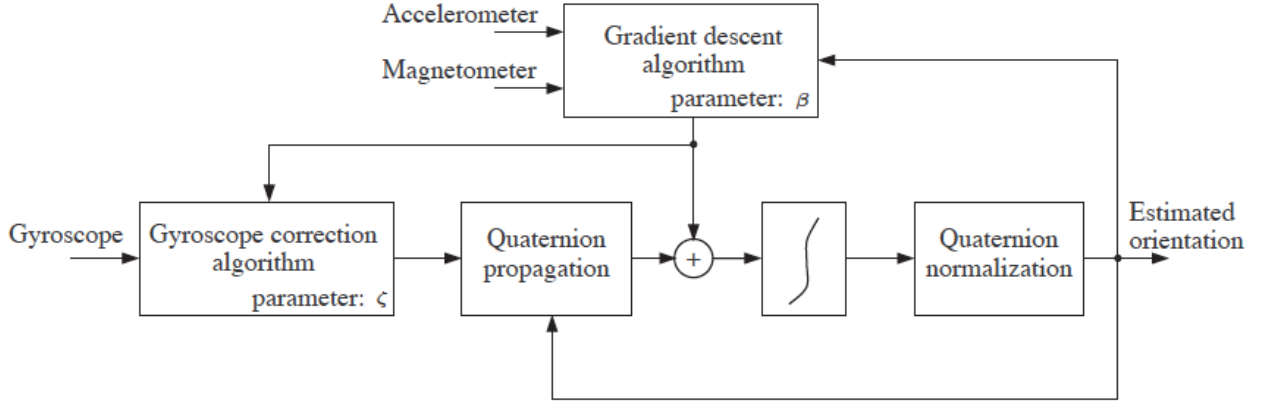 Accelerometer
Magnetometer
Gradient descent
algorithm
parameter: β
Gyroscope
Gyroscope correction
algorithm
parameter: ζ
Quaternion
propagation
+
∫
Quaternion
normalization
Estimated
orientation